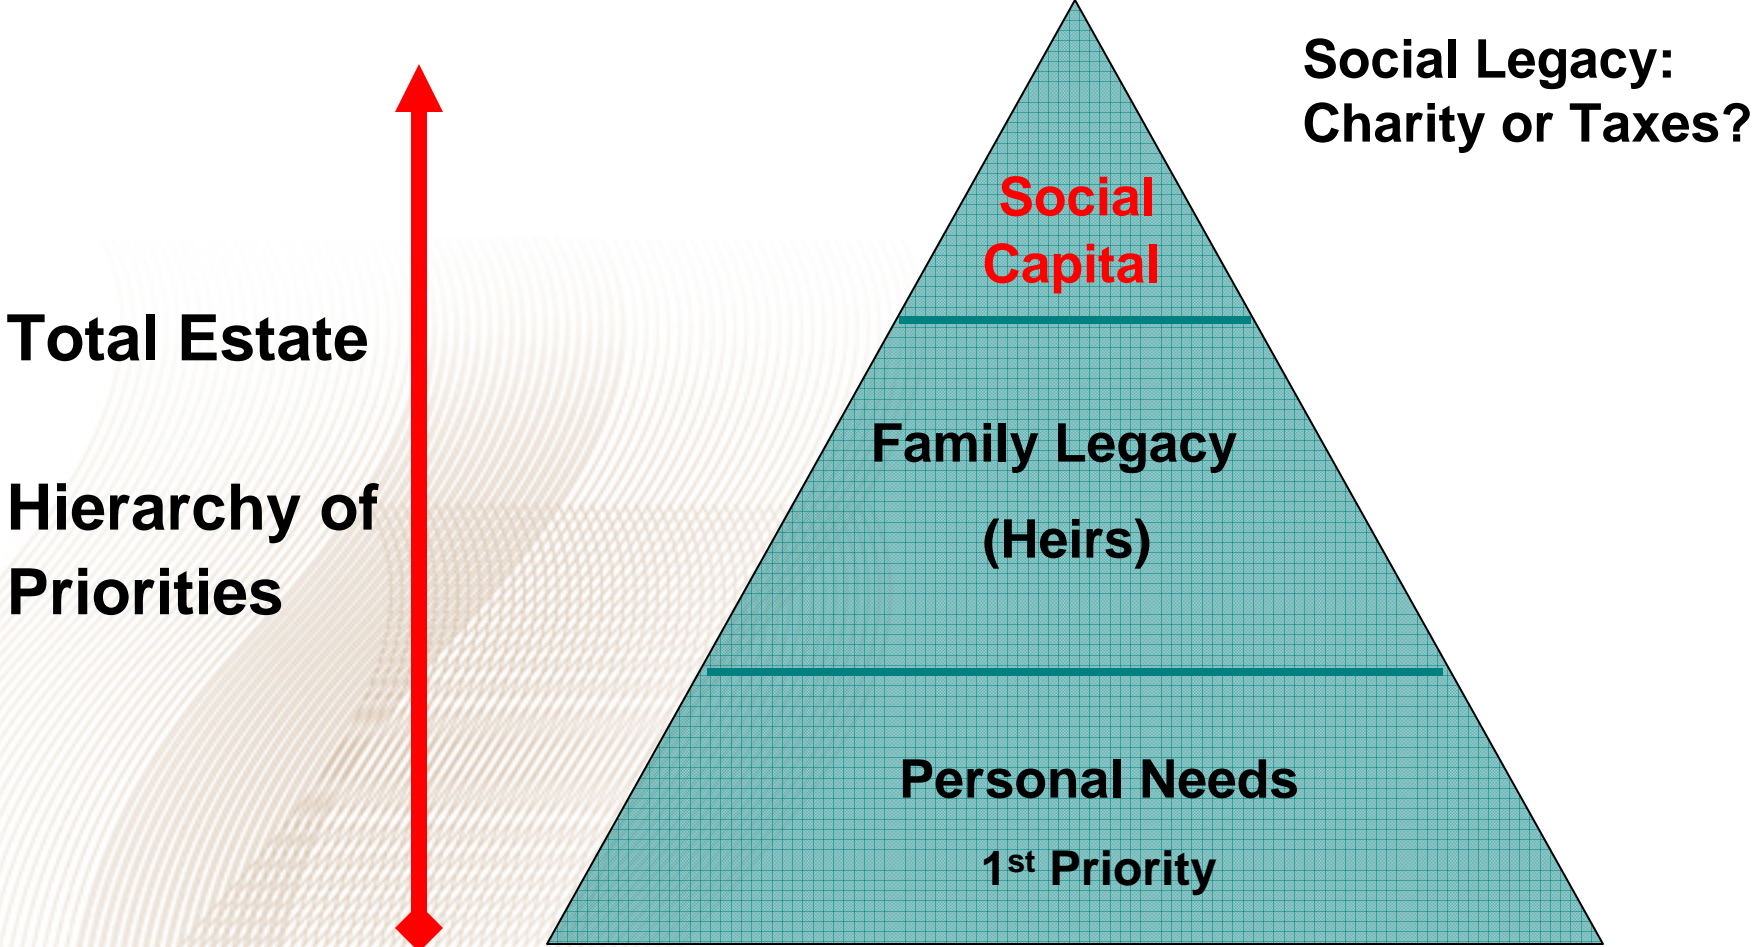 Social Legacy:
Charity or Taxes?
Social
Capital
Total Estate
Family Legacy
Hierarchy of
(Heirs)
Priorities
Personal Needs
1st Priority